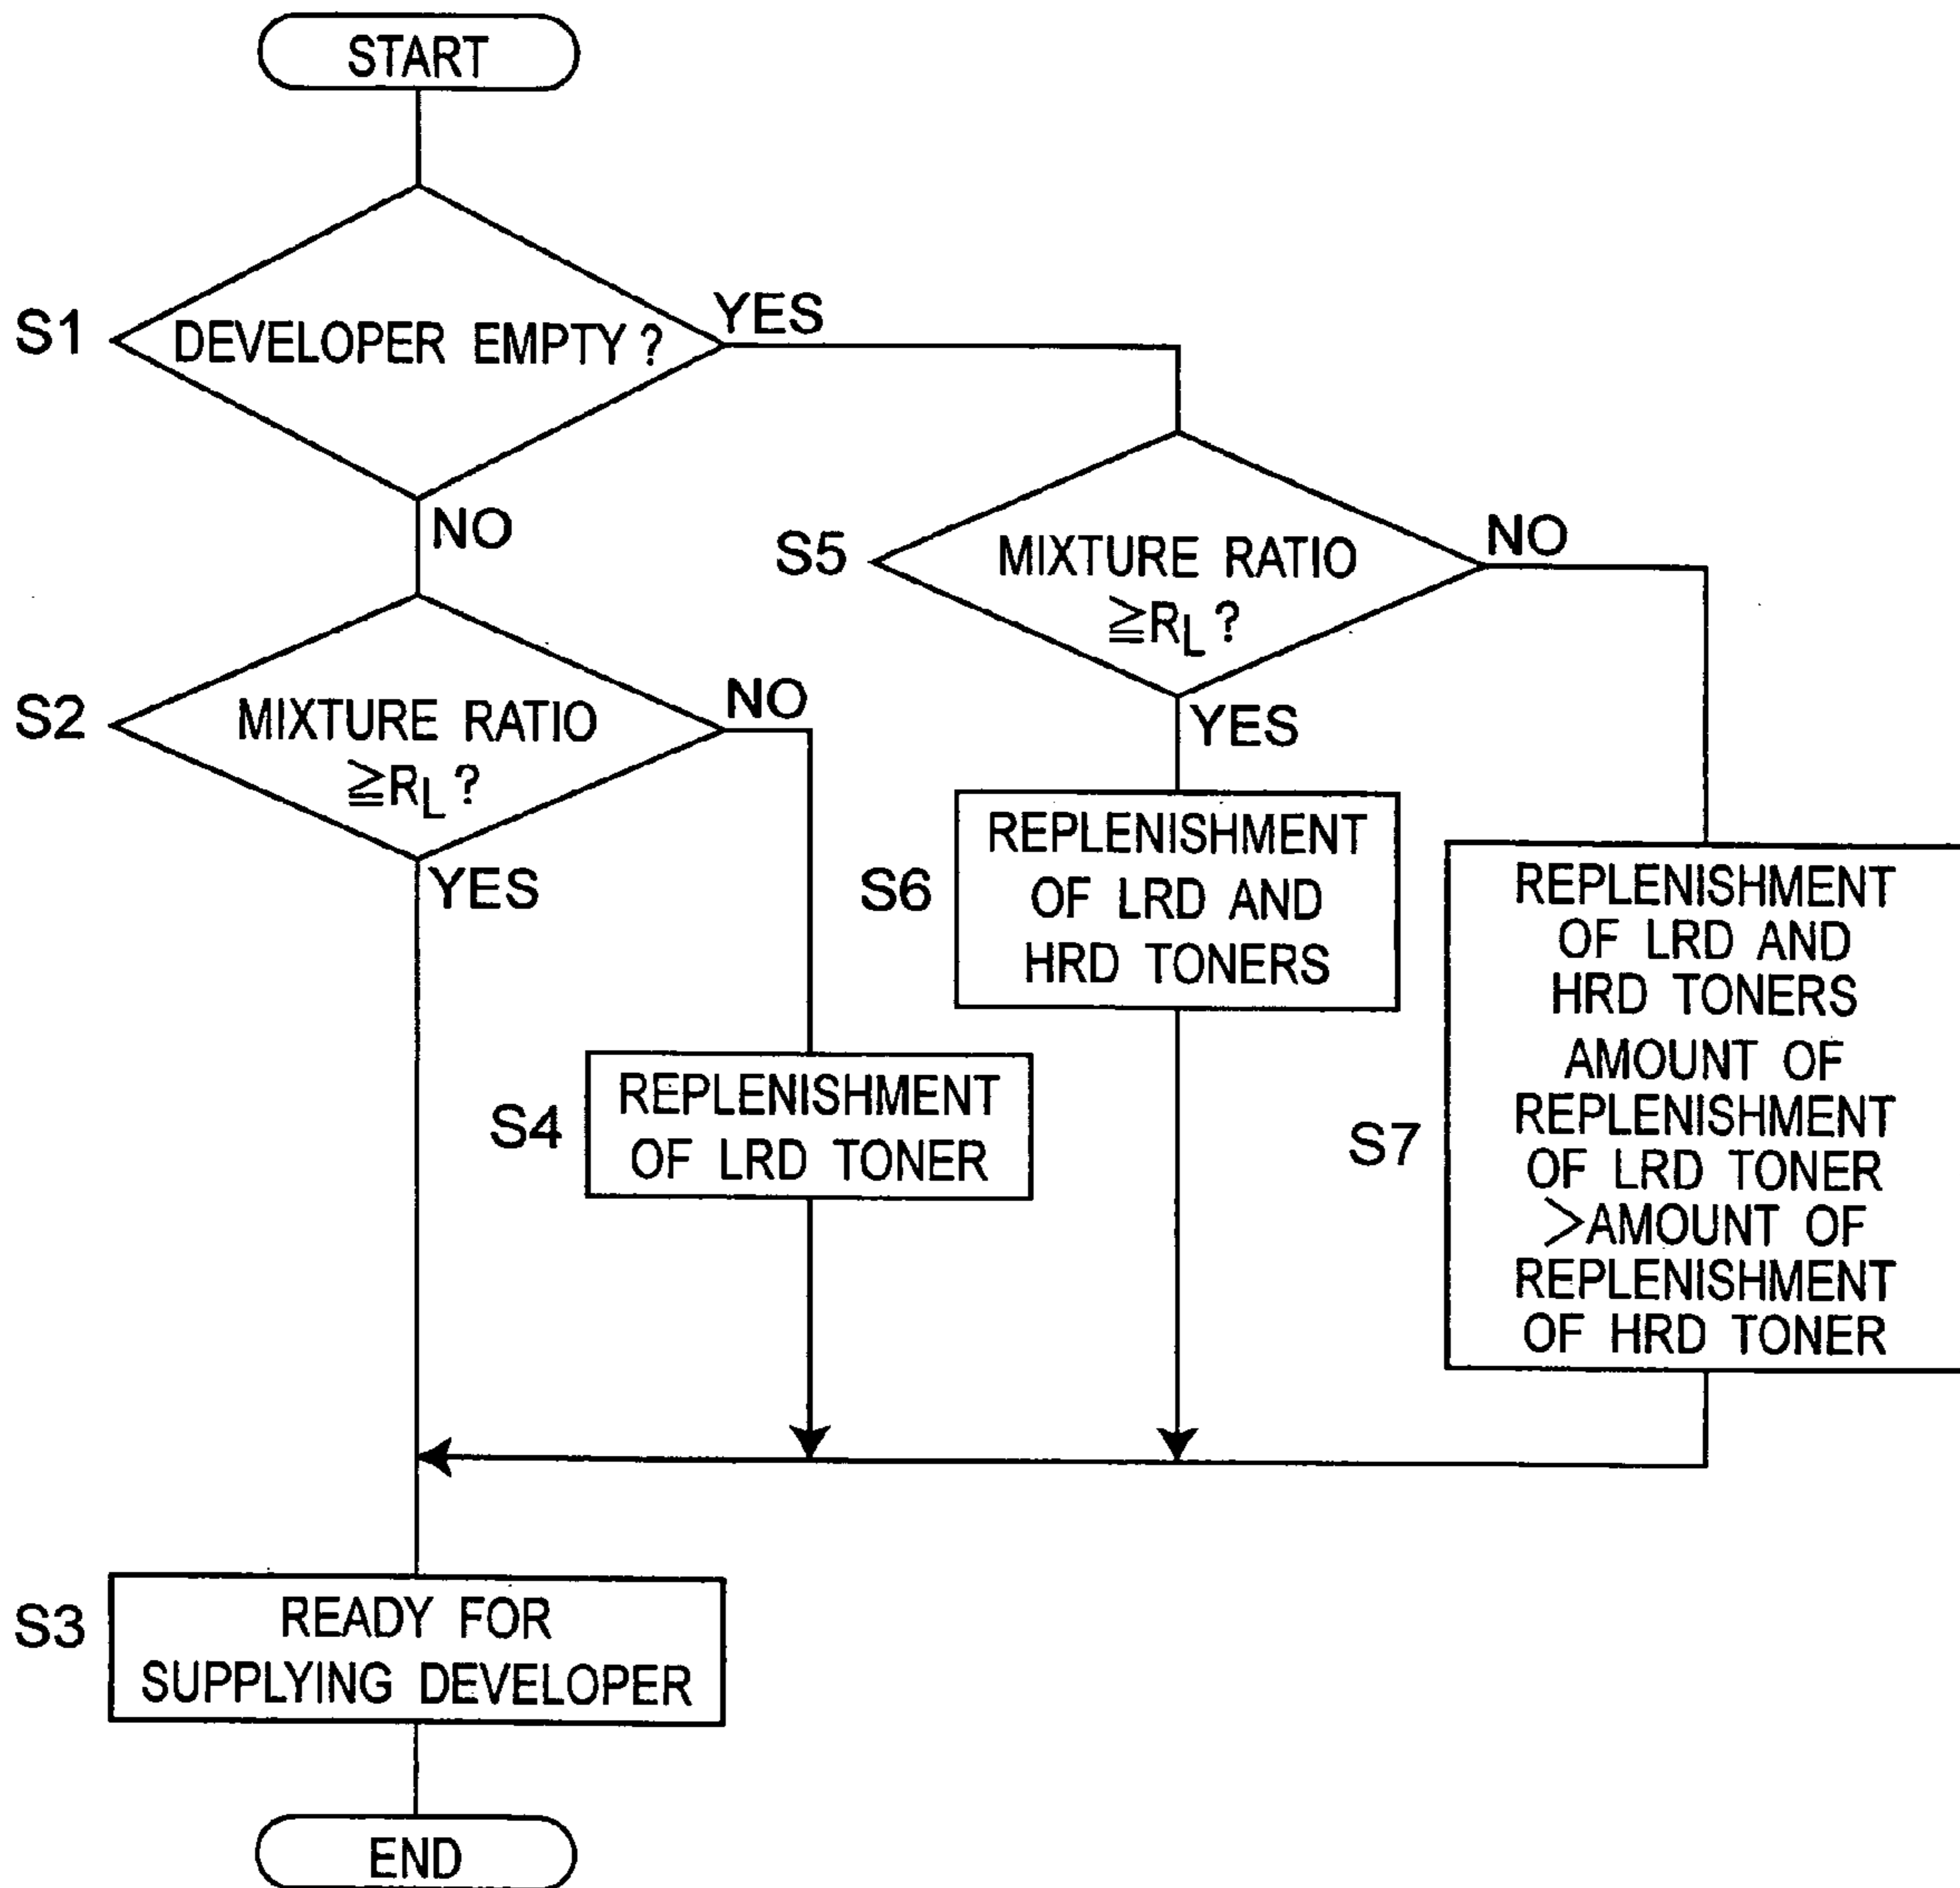 START
S1
DEVELOPER EMPTY?
YES
NO
S2
MIXTURE RATIO
≧RL?
NO
YES
S5
MIXTURE RATIO
≧RL?
NO
YES
S6
REPLENISHMENT
OF LRD AND
HRD TONERS
S4
REPLENISHMENT
OF LRD TONER
S7
REPLENISHMENT
OF LRD AND
HRD TONERS
AMOUNT OF
REPLENISHMENT
OF LRD TONER
>AMOUNT OF
REPLENISHMENT
OF HRD TONER
S3
READY FOR
SUPPLYING DEVELOPER
END